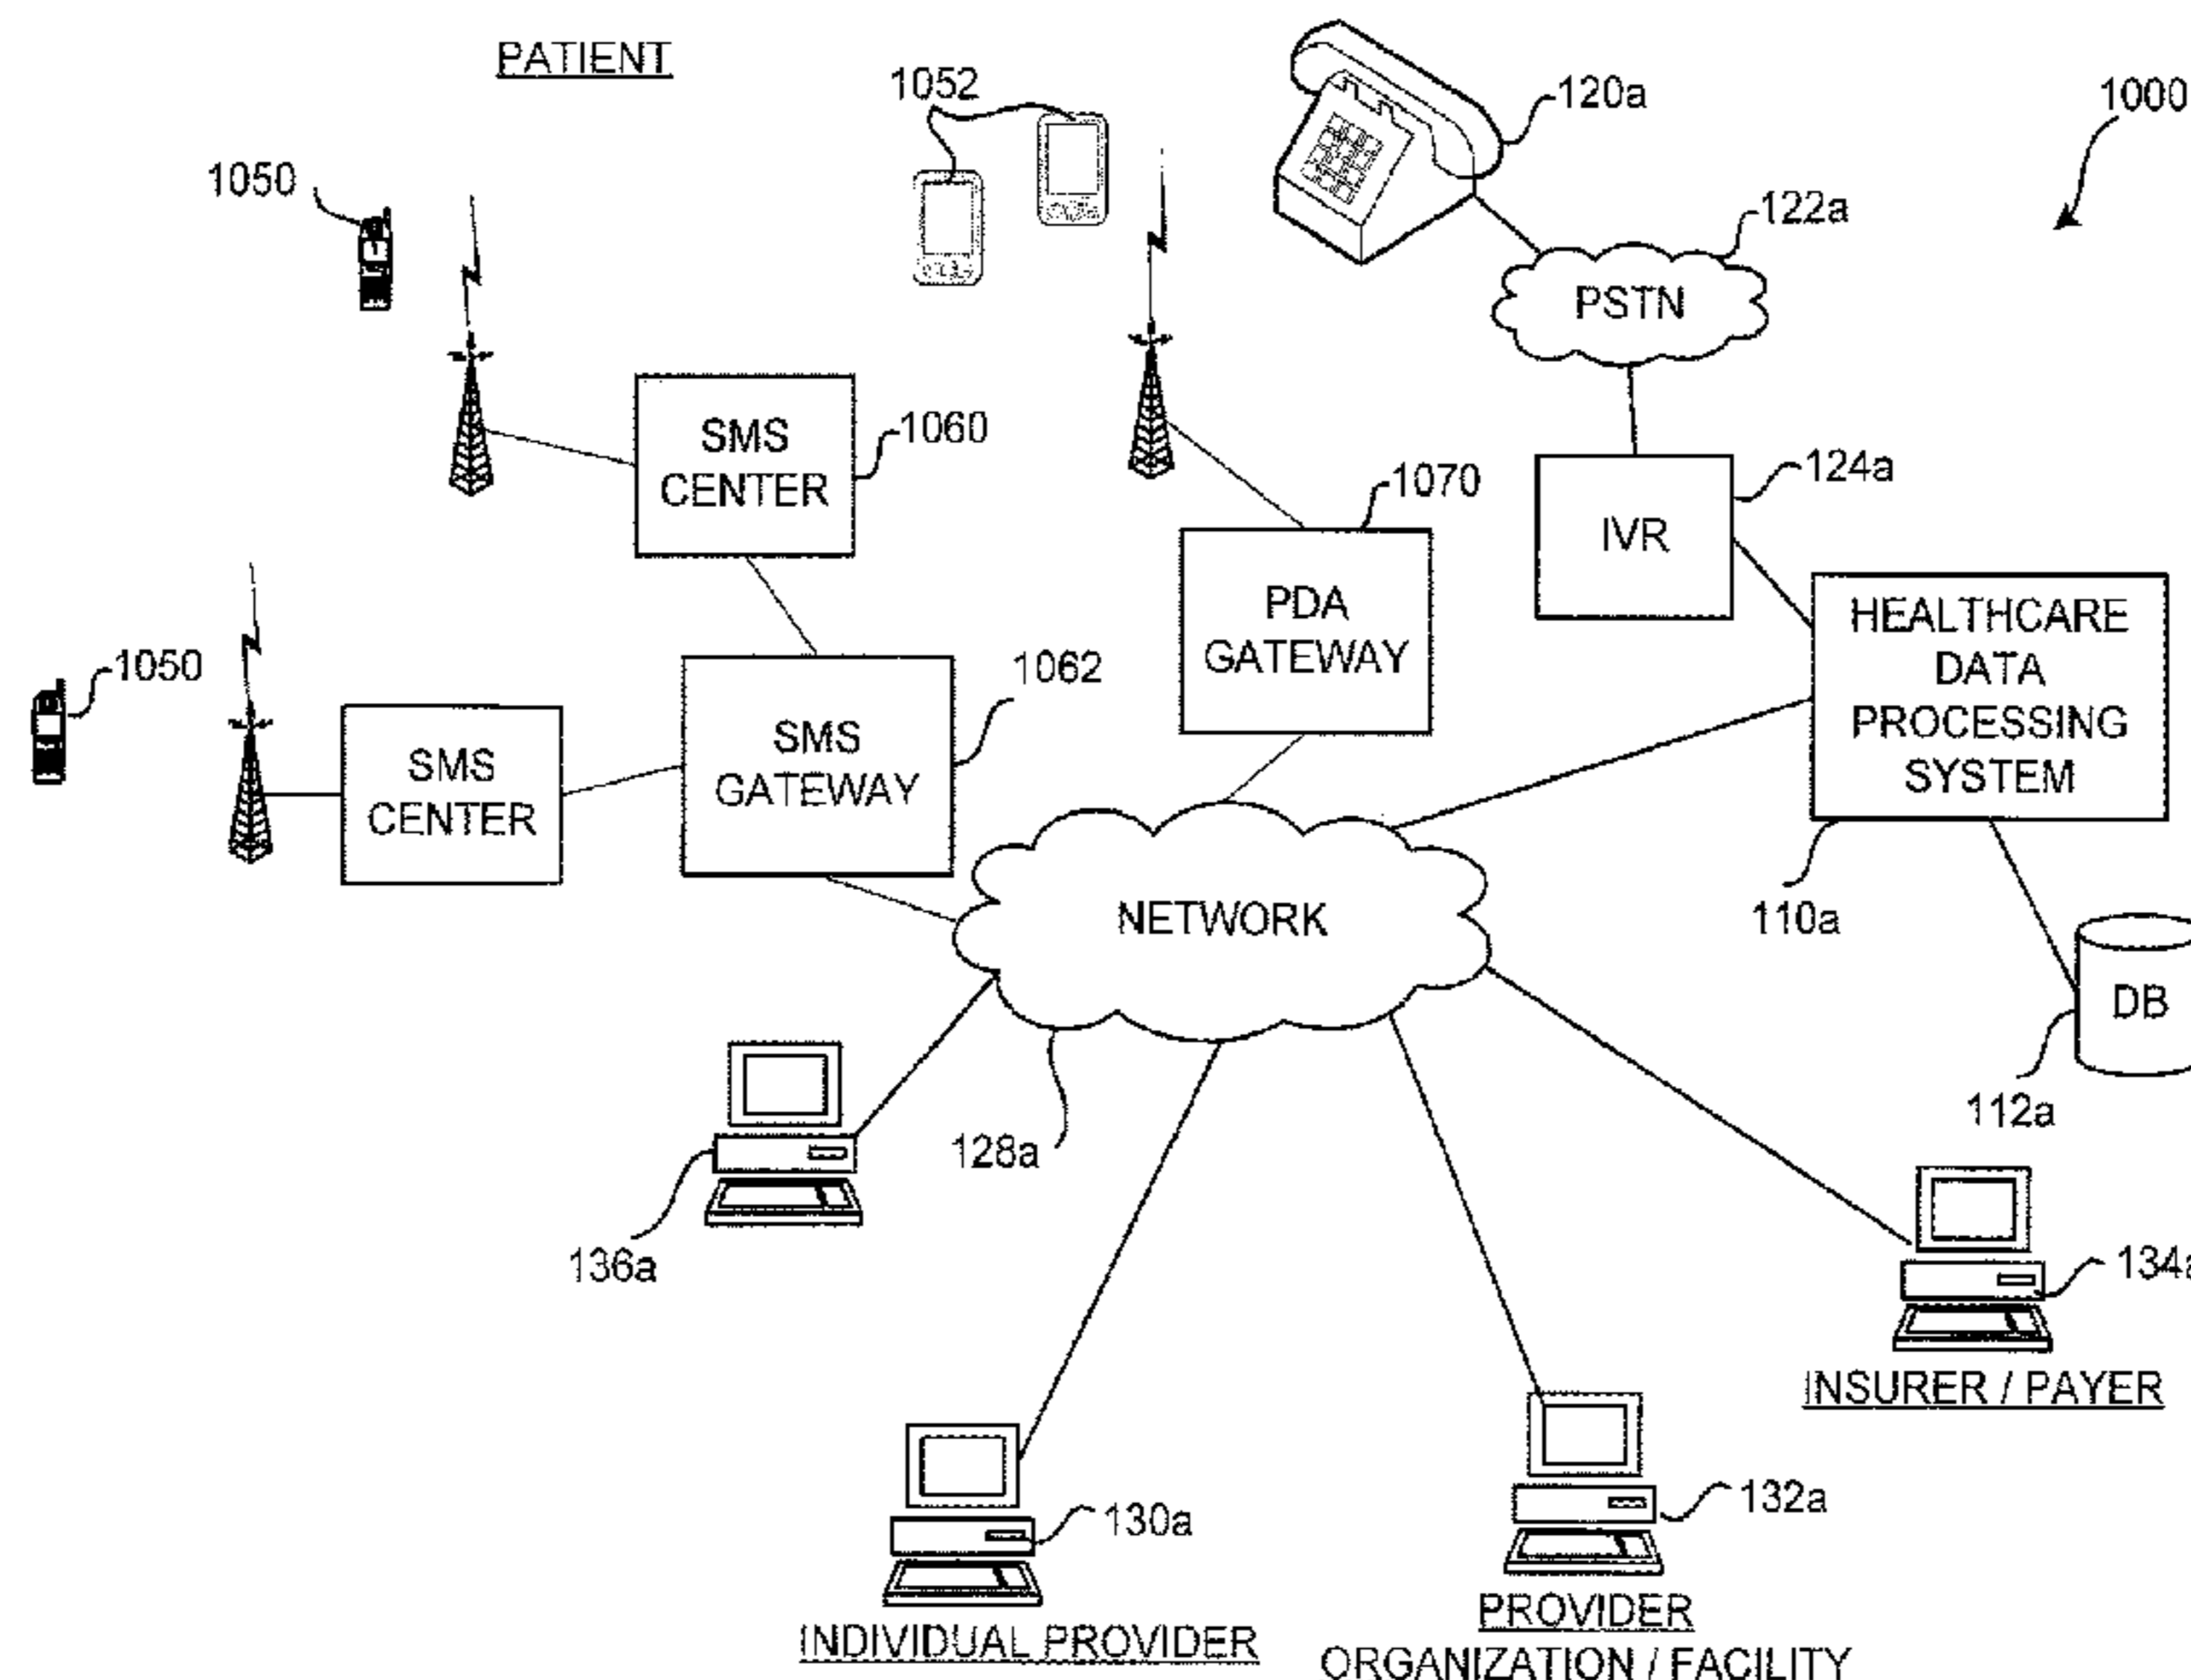 PATIENT
1052
120a
1000
1050
122a
PSTN
SMS
CENTER
1060
124a
1070
IVR
PDA
GATEWAY
HEALTHCARE
DATA
PROCESSING
SYSTEM
1050
1062
SMS
GATEWAY
SMS
CENTER
NETWORK
110a
DB
112a
128a
136a
134a
INSURER / PAYER
130a
132a
INDIVIDUAL PROVIDER
PROVIDER
ORGANIZATION / FACILITY